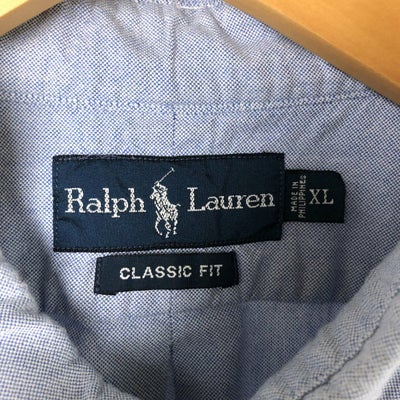 Ralph Lauren
MADE IN
PHILIPPINES
XL
CLASSIC FIT